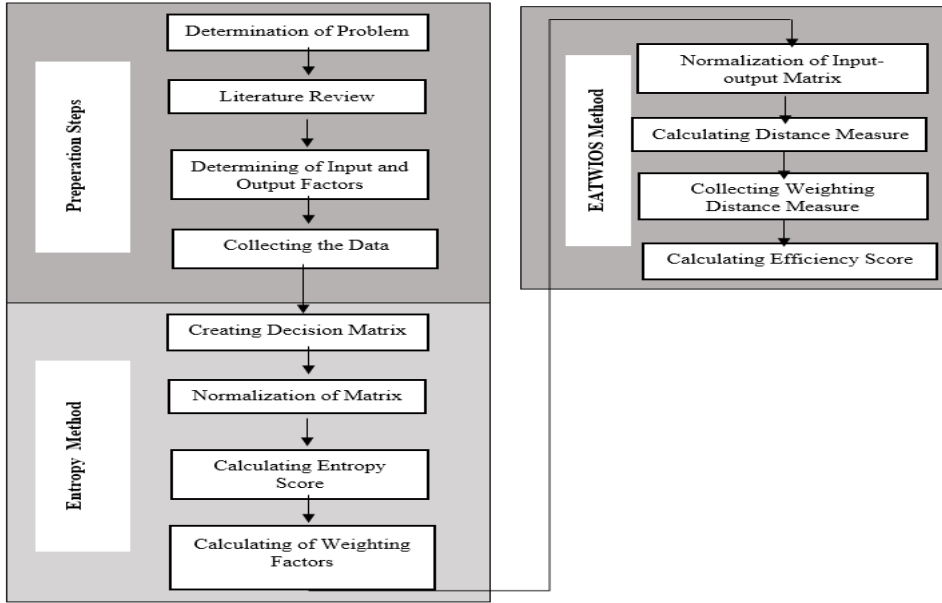 Preperation Steps
Determination of Problem
Literature Review
Determining of Input and
Output Factors
Collecting the Data
Entropy Method
Creating Decision Matrix
Normalization of Matrix
Calculating Entropy
Score
Calculating of Weighting
Factors
EATWIOS Method
Normalization of Input-
output Matrix
Calculating Distance Measure
Collecting Weighting
Distance Measure
Calculating Efficiency Score